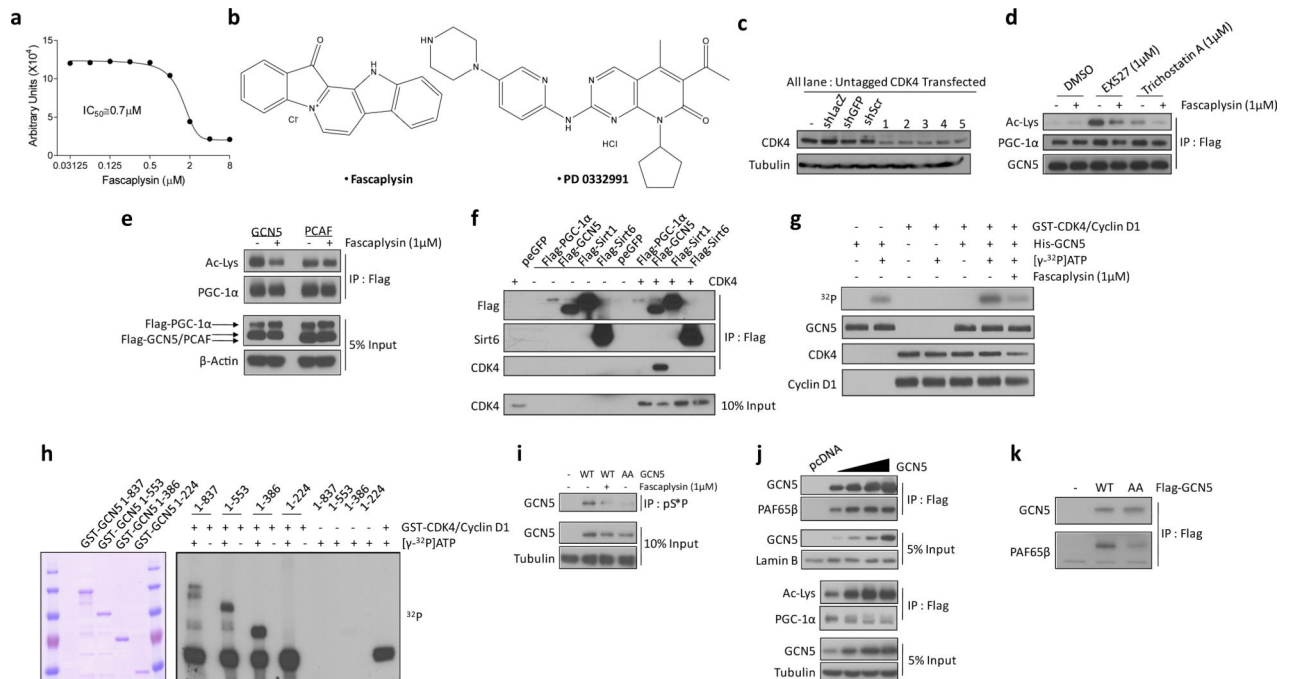 a
Arbitrary Units (X10⁴)
15
10
5
0
IC₅₀≅0.7μM
0.03125 0.125 0.5 2 8
Fascaplysin (μM)
b
O
HN
N⁺
Cl⁻
HN
N
N
NH
N
N
N
O
O
HCl
• Fascaplysin
• PD 0332991
c
All lane : Untagged CDK4 Transfected
- shLacZ shGFP shScr 1 2 3 4 5
CDK4
Tubulin
d
DMSO EX527 (1μM) Trichostatin A (1μM)
- + - + - + Fascaplysin (1μM)
Ac-Lys
PGC-1α
GCN5
IP : Flag
e
GCN5 PCAF
- + - + Fascaplysin (1μM)
Ac-Lys
PGC-1α
IP : Flag
Flag-PGC-1α
Flag-GCN5/PCAF
β-Actin
5% Input
f
peGFP Flag-PGC-1α Flag-GCN5 Flag-Sirt1 Flag-Sirt6 peGFP Flag-PGC-1α Flag-GCN5 Flag-Sirt1 Flag-Sirt6
+ - - - - - + + + + CDK4
Flag
Sirt6
CDK4
IP : Flag
CDK4
10% Input
g
- - + + + + + GST-CDK4/Cyclin D1
+ + - - + + + His-GCN5
- + - + - + + [γ-³²P]ATP
+ Fascaplysin (1μM)
³²p
GCN5
CDK4
Cyclin D1
h
GST-GCN5 1-837
GST-GCN5 1-553
GST-GCN5 1-386
GST-GCN5 1-224
1-837 1-553 1-386 1-224 1-837 1-553 1-386 1-224
+ + + + + + + + - - - - + GST-CDK4/Cyclin D1
+ - + - + - + - + + + + + [γ-³²P]ATP
³²p
i
- WT WT AA GCN5
- - + - Fascaplysin (1μM)
GCN5
IP : pS*P
GCN5
Tubulin
10% Input
j
pcDNA GCN5
GCN5
PAF65β
IP : Flag
GCN5
Lamin B
5% Input
Ac-Lys
PGC-1α
IP : Flag
GCN5
Tubulin
5% Input
k
- WT AA Flag-GCN5
GCN5
PAF65β
IP : Flag